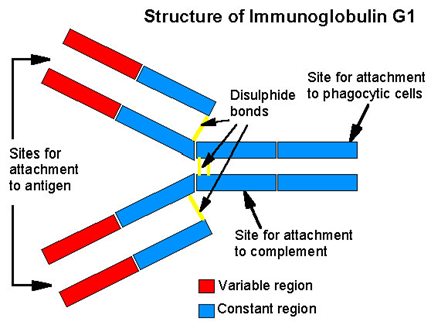 Structure of Immunoglobulin G1
Site for attachment
to phagocytic cells
Disulphide
bonds
Sites for
attachment
to antigen
Site for attachment
to complement
Variable region
Constant region